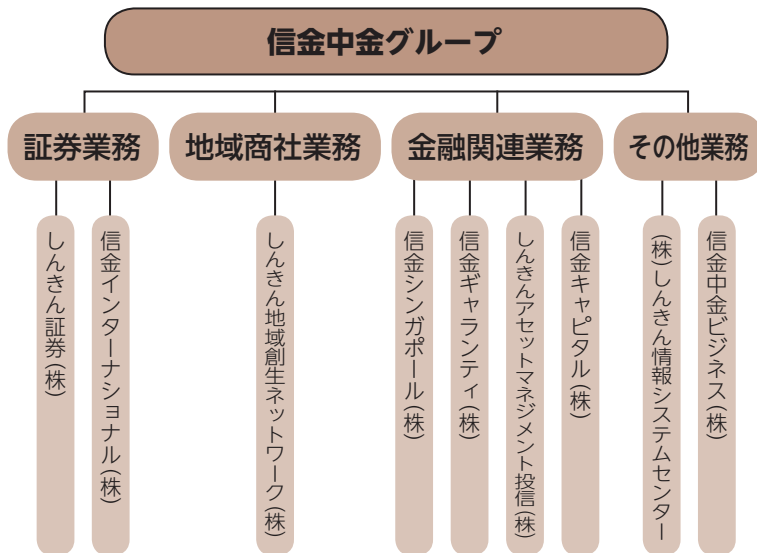 信金中金グループ
証券業務
地域商社業務
金融関連業務
その他業務
しんきん証券(株)
信金インターナショナル(株)
しんきん地域創生ネットワーク(株)
信金シンガポール(株)
信金ギャランティ(株)
しんきんアセットマネジメント投信(株)
信金キャピタル(株)
(株)しんきん情報システムセンター
信金中金ビジネス(株)